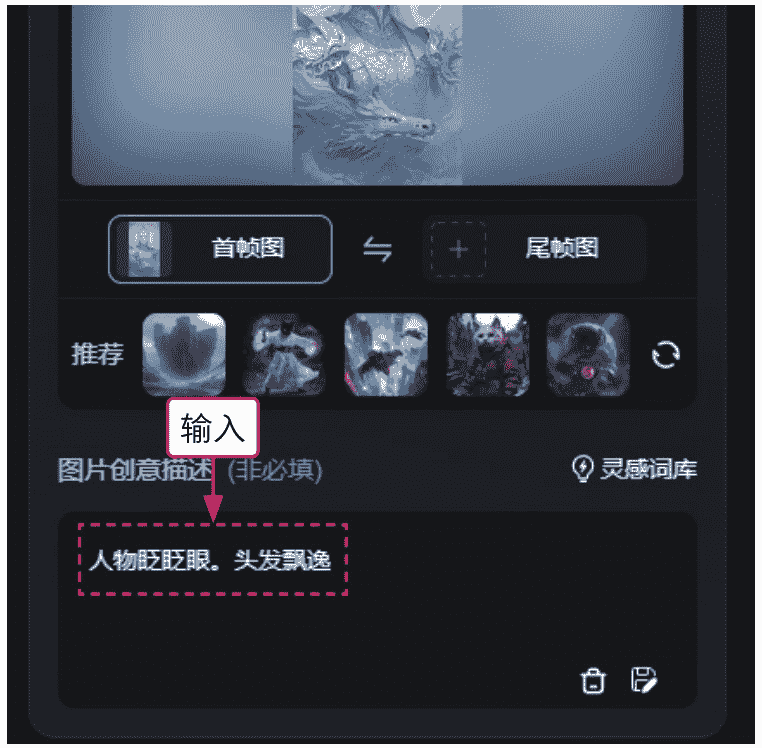 首帧图
尾帧图
推荐
输入
图片创意描述 (非必填)
灵感词库
人物眨眨眼。头发飘逸